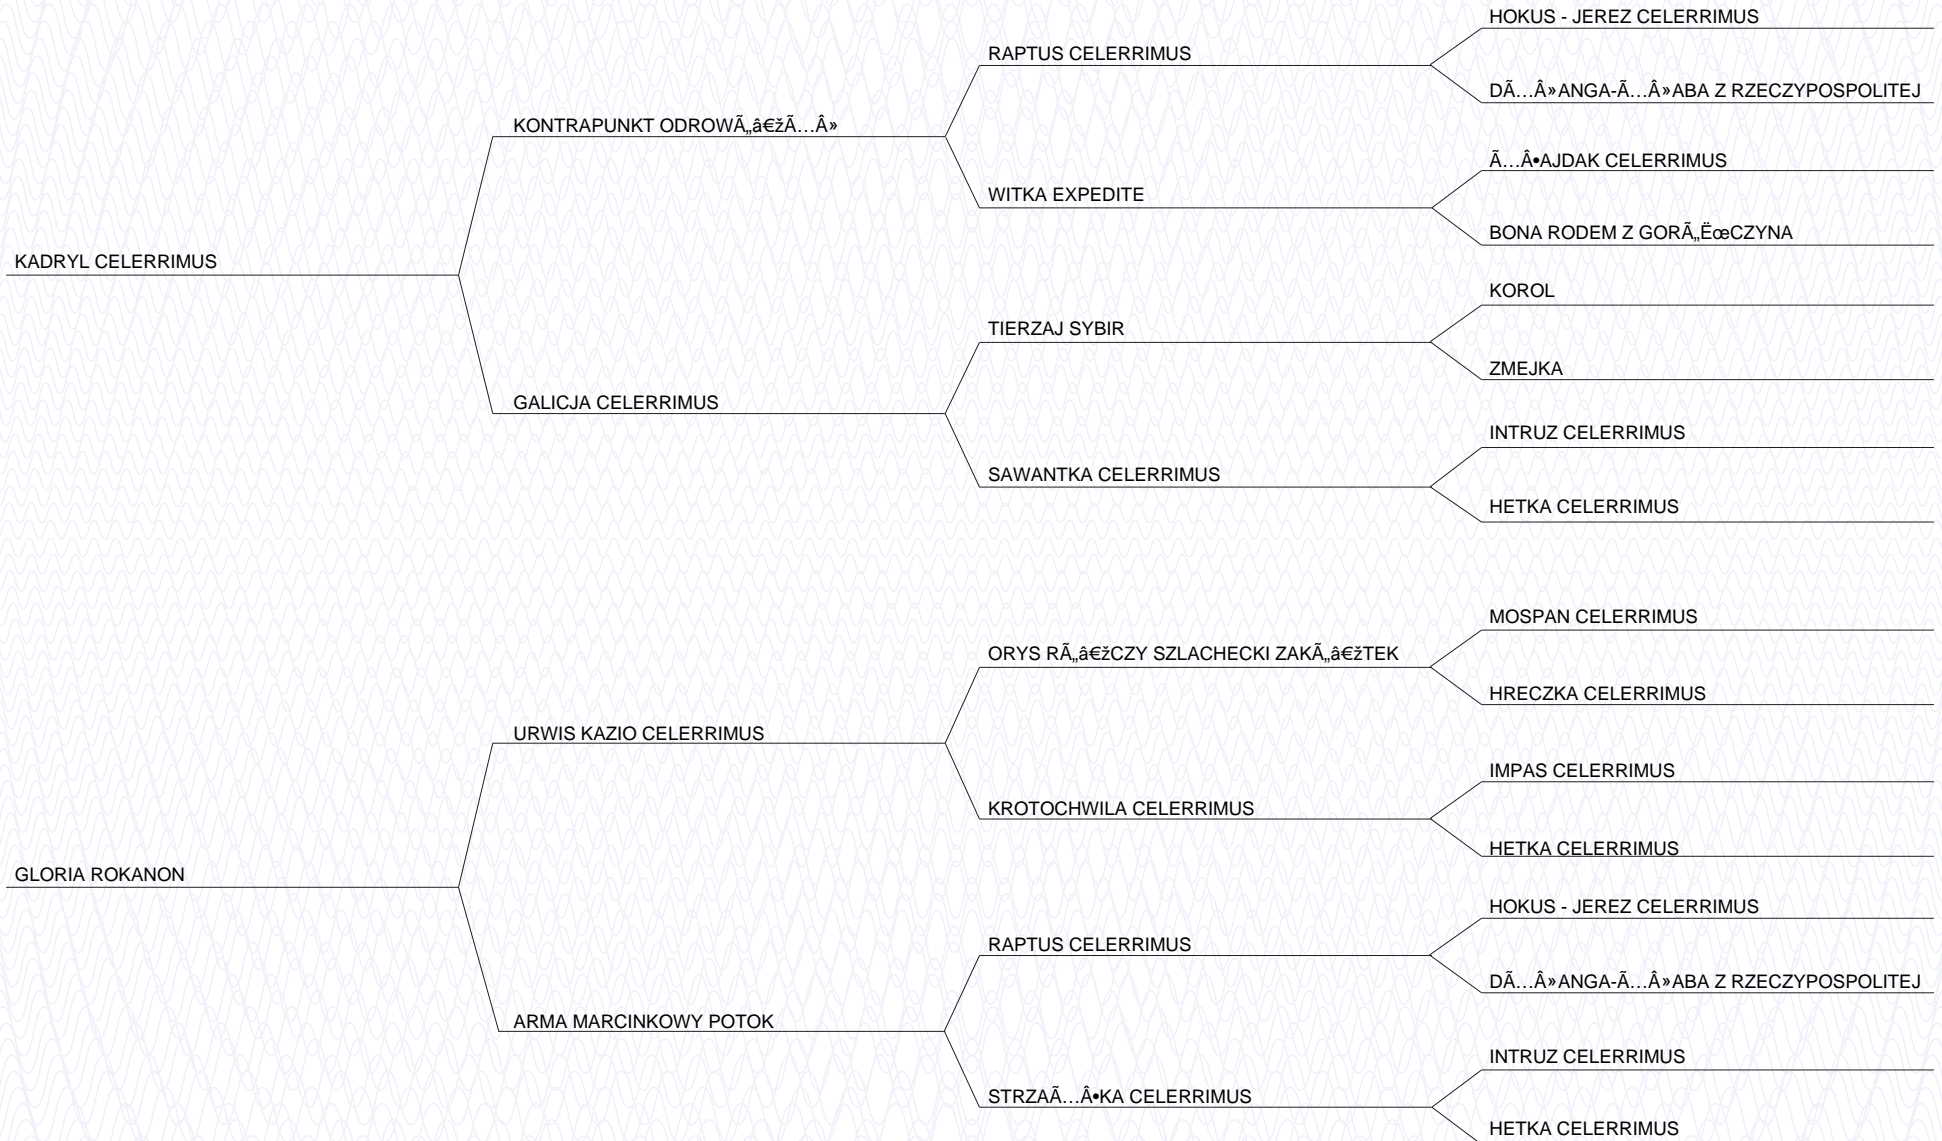 HOKUS - JEREZ CELERRIMUS
RAPTUS CELERRIMUS
DÃ…Â»ANGA-Ã…Â»ABA Z RZECZYPOSPOLITEJ
KONTRAPUNKT ODROWÃ„â€žÃ…Â»
Ã…Â•AJDAK CELERRIMUS
WITKA EXPEDITE
BONA RODEM Z GORÃ„ËœCZYNA
KADRYL CELERRIMUS
KOROL
TIERZAJ SYBIR
ZMEJKA
GALICJA CELERRIMUS
INTRUZ CELERRIMUS
SAWANTKA CELERRIMUS
HETKA CELERRIMUS
MOSPAN CELERRIMUS
ORYS RÃ„â€žCZY SZLACHECKI ZAKÃ„â€žTEK
HRECZKA CELERRIMUS
URWIS KAZIO CELERRIMUS
IMPAS CELERRIMUS
KROTOCHWILA CELERRIMUS
HETKA CELERRIMUS
GLORIA ROKANON
HOKUS - JEREZ CELERRIMUS
RAPTUS CELERRIMUS
DÃ…Â»ANGA-Ã…Â»ABA Z RZECZYPOSPOLITEJ
ARMA MARCINKOWY POTOK
INTRUZ CELERRIMUS
STRZAÃ…Â•KA CELERRIMUS
HETKA CELERRIMUS